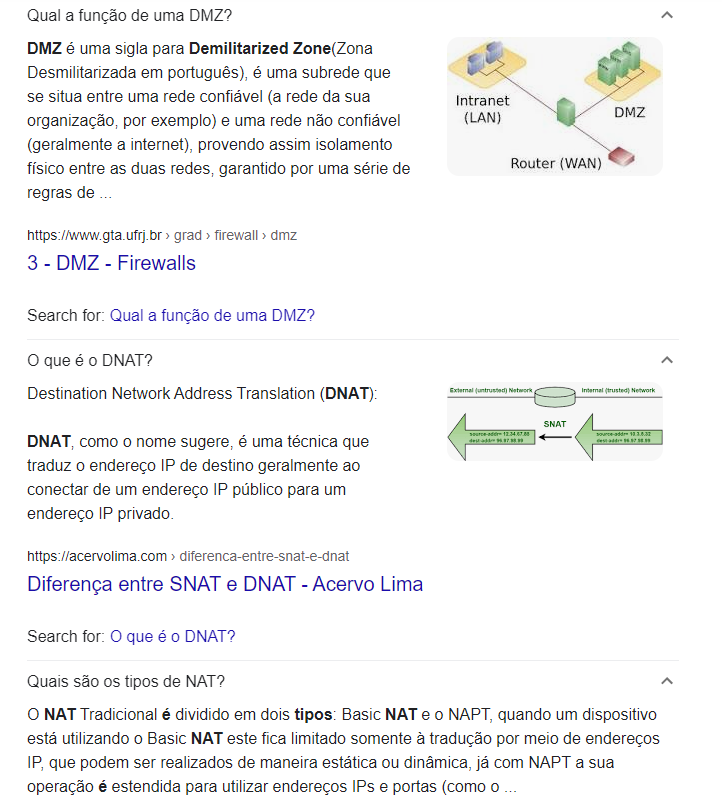 Qual a função de uma DMZ?
DMZ é uma sigla para Demilitarized Zone(Zona
Desmilitarizada em português), é uma subrede que
se situa entre uma rede confiável (a rede da sua
organização, por exemplo) e uma rede não confiável
(geralmente a internet), provendo assim isolamento
físico entre as duas redes, garantido por uma série de
regras de ...
Intranet
(LAN)
DMZ
Router (WAN)
https://www.gta.ufrj.br › grad › firewall › dmz
3 - DMZ - Firewalls
Search for: Qual a função de uma DMZ?
O que é o DNAT?
Destination Network Address Translation (DNAT):
DNAT, como o nome sugere, é uma técnica que
traduz o endereço IP de destino geralmente ao
conectar de um endereço IP público para um
endereço IP privado.
External (untrusted) Network
Internal (trusted) Network
SNAT
source-addr= 12.34.67.80
dest-addr= 96.97.98.99
source-addr= 10.3.8.32
dest-addr= 96.97.98.99
https://acervolima.com › diferenca-entre-snat-e-dnat
Diferença entre SNAT e DNAT - Acervo Lima
Search for: O que é o DNAT?
Quais são os tipos de NAT?
O NAT Tradicional é dividido em dois tipos: Basic NAT e o NAPT, quando um dispositivo
está utilizando o Basic NAT este fica limitado somente à tradução por meio de endereços
IP, que podem ser realizados de maneira estática ou dinâmica, já com NAPT a sua
operação é estendida para utilizar endereços IPs e portas (como o ...